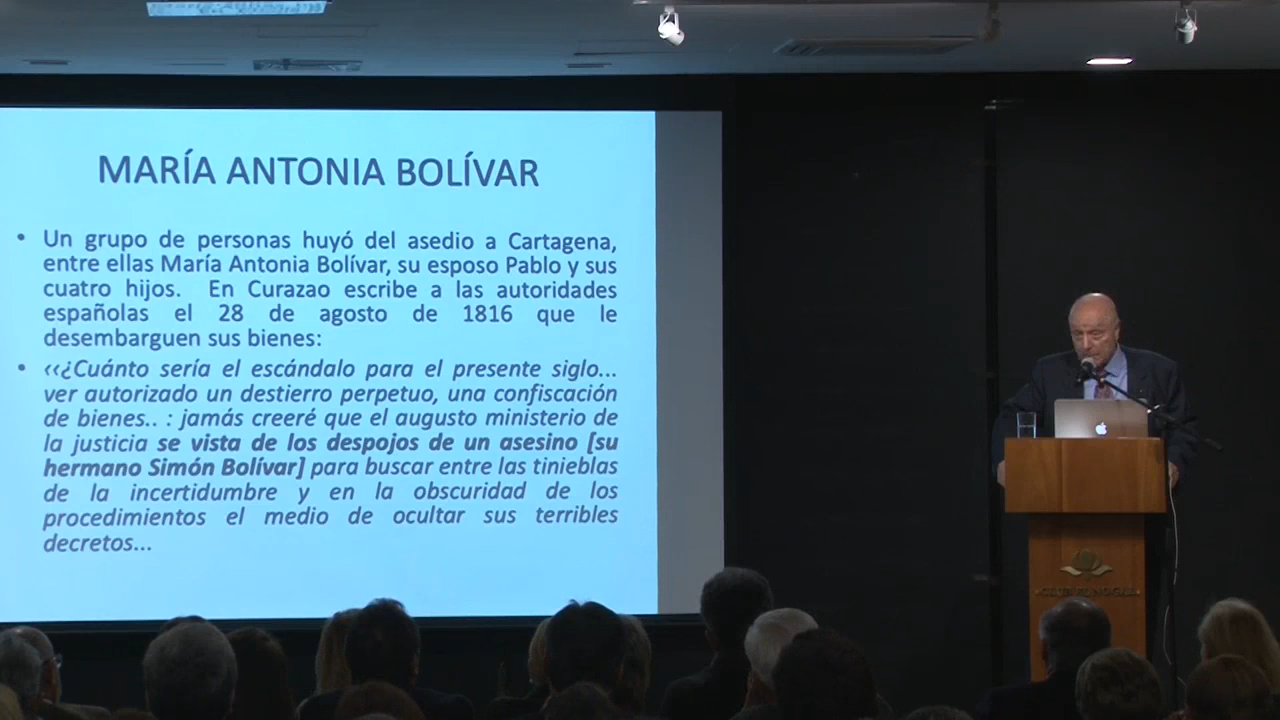 MARÍA ANTONIA BOLÍVAR
• Un grupo de personas huyó del asedio a Cartagena,
entre ellas María Antonia Bolívar, su esposo Pablo y sus
cuatro hijos. En Curazao escribe a las autoridades
españolas el 28 de agosto de 1816 que le
desembarguen sus bienes:
• ‹‹¿Cuánto sería el escándalo para el presente siglo...
ver autorizado un destierro perpetuo, una confiscación
de bienes.. : jamás creeré que el augusto ministerio de
la justicia se vista de los despojos de un asesino [su
hermano Simón Bolívar] para buscar entre las tinieblas
de la incertidumbre y en la obscuridad de los
procedimientos el medio de ocultar sus terribles
decretos...
CLUB EL NOGAL